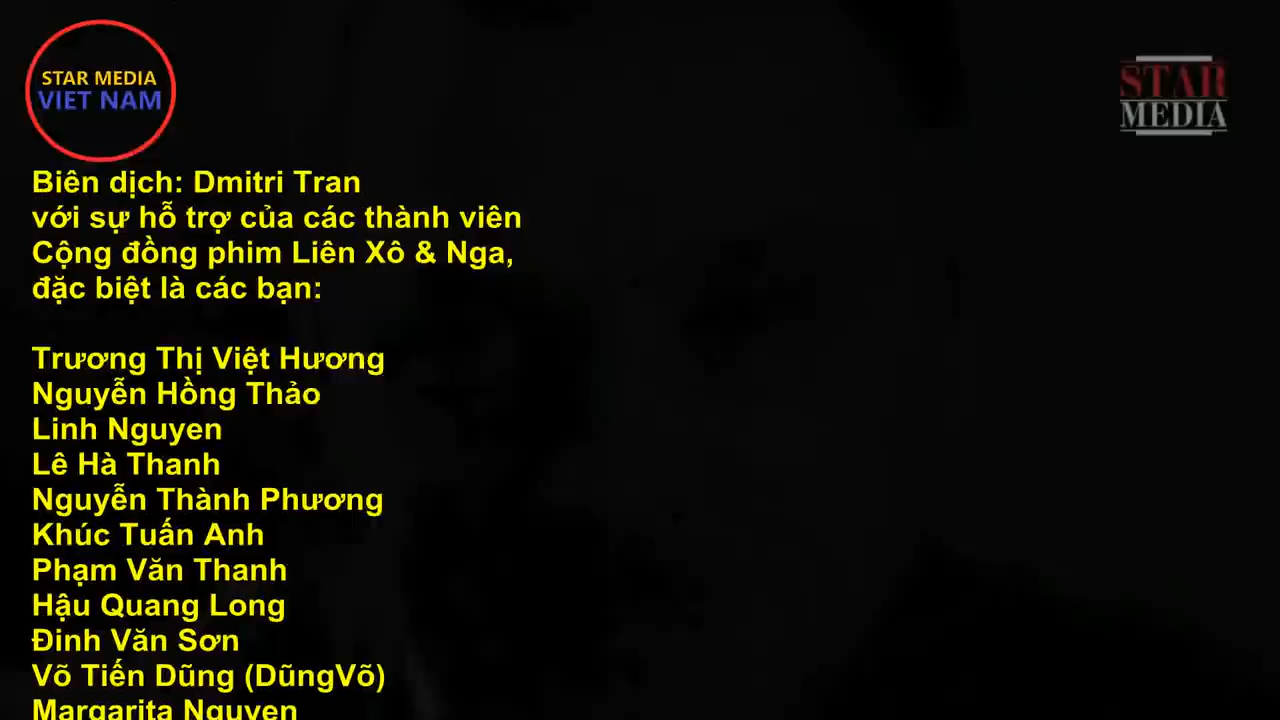 STAR MEDIA
VIET NAM
STAR
MEDIA
Biên dịch: Dmitri Tran
với sự hỗ trợ của các thành viên
Cộng đồng phim Liên Xô & Nga,
đặc biệt là các bạn:
Trương Thị Việt Hương
Nguyễn Hồng Thảo
Linh Nguyen
Lê Hà Thanh
Nguyễn Thành Phương
Khúc Tuấn Anh
Phạm Văn Thanh
Hậu Quang Long
Đinh Văn Sơn
Võ Tiến Dũng (DũngVõ)
Margarita Nguyen